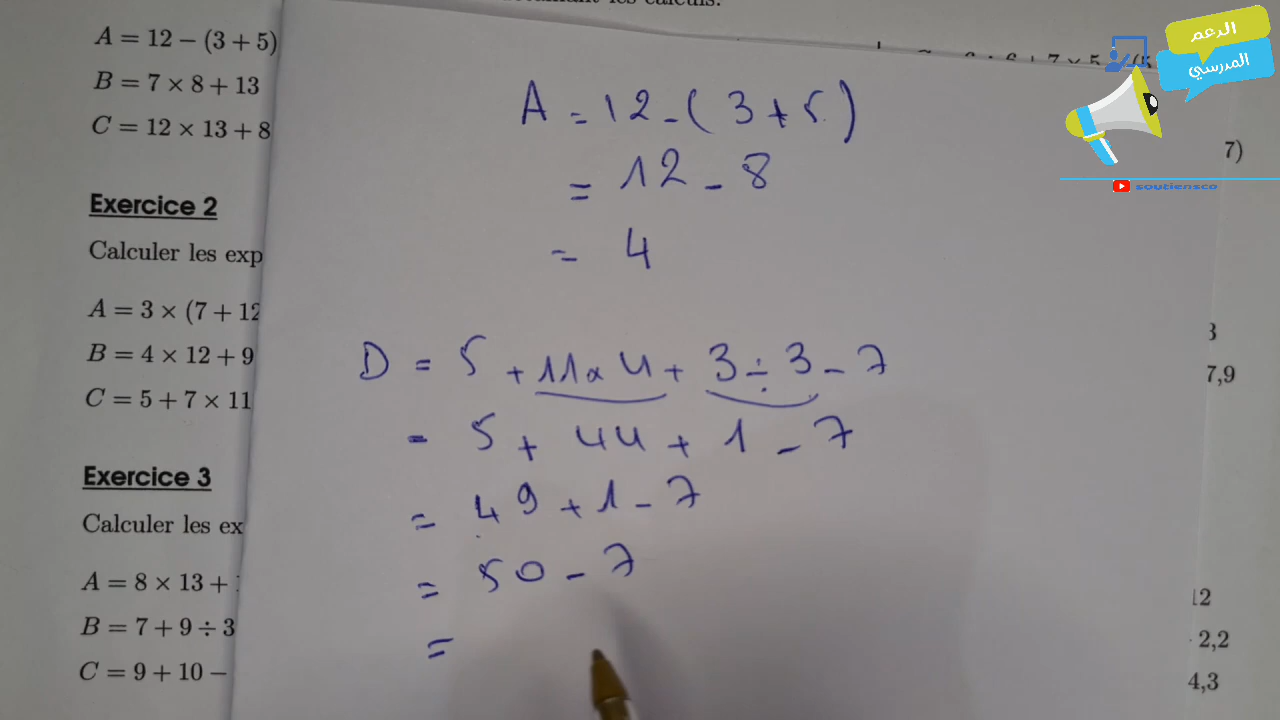 A = 12 − (3 + 5)
B = 7 × 8 + 13
C = 12 × 13 + 8
Exercice 2
Calculer les exp
A = 3 × (7 + 12
B = 4 × 12 + 9
C = 5 + 7 × 11
Exercice 3
Calculer les ex
A = 8 × 13 +
B = 7 + 9 ÷ 3
C = 9 + 10 −
A = 12 - ( 3 + 5 )
= 12 - 8
= 4
D = 5 + 11 × 4 + 3 ÷ 3 - 7
= 5 + 44 + 1 - 7
= 49 + 1 - 7
= 50 - 7
=
الدعم
المدرسي
soutiensco
7)
3
7,9
12
2,2
4,3